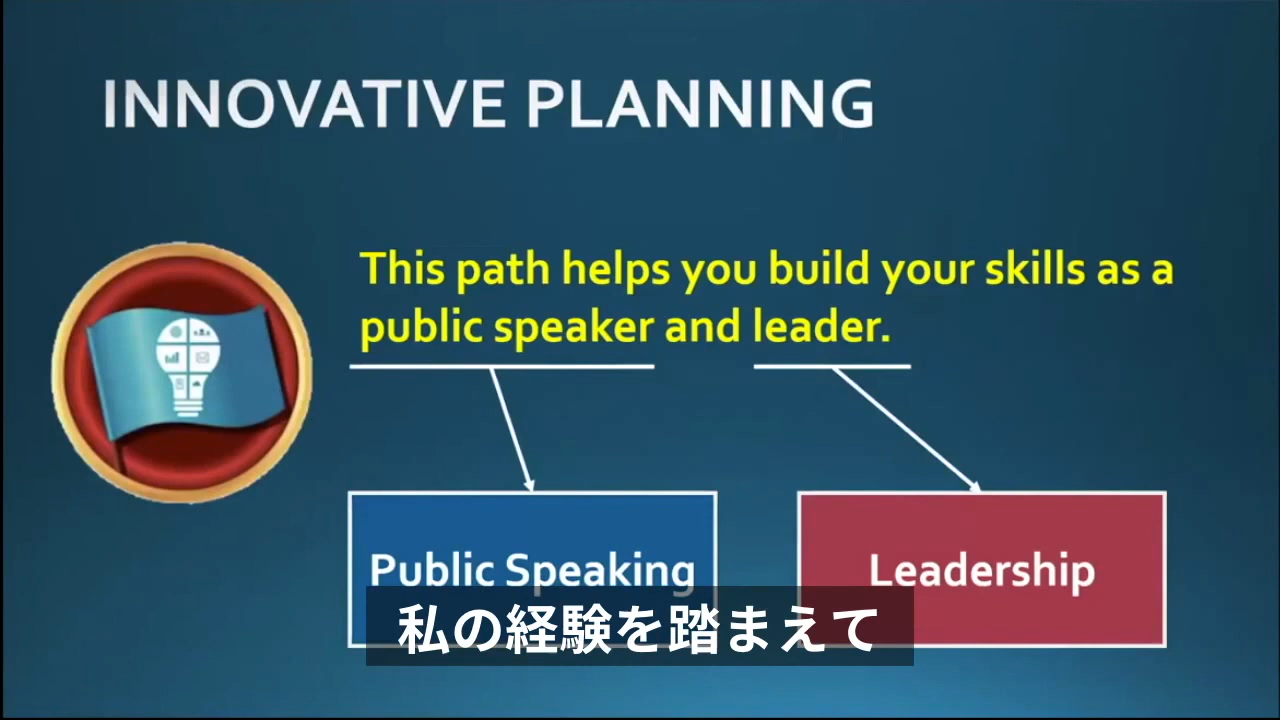 INNOVATIVE PLANNING
This path helps you build your skills as a
public speaker and leader.
Public Speaking
Leadership
私の経験を踏まえて